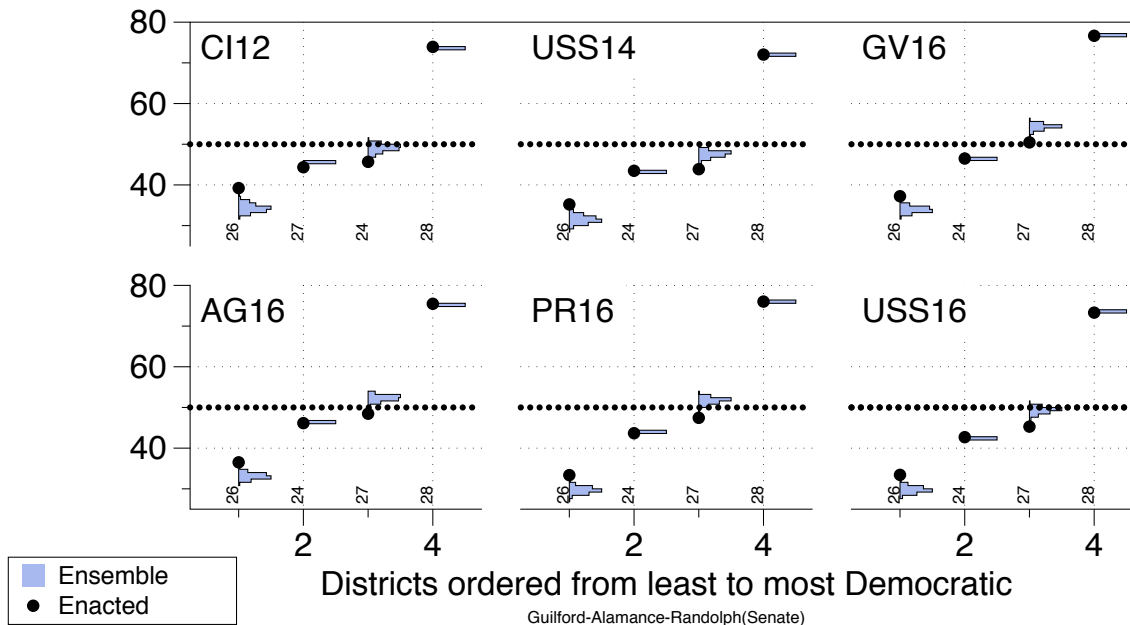 80
CI12
USS14
GV16
60
40
26 27 24 28
26 24 27 28
26 24 27 28
80
AG16
PR16
USS16
60
40
26 24 27 28
26 24 27 28
26 24 27 28
2 4 2 4 2 4
Districts ordered from least to most Democratic
Ensemble
Enacted
Guilford-Alamance-Randolph(Senate)